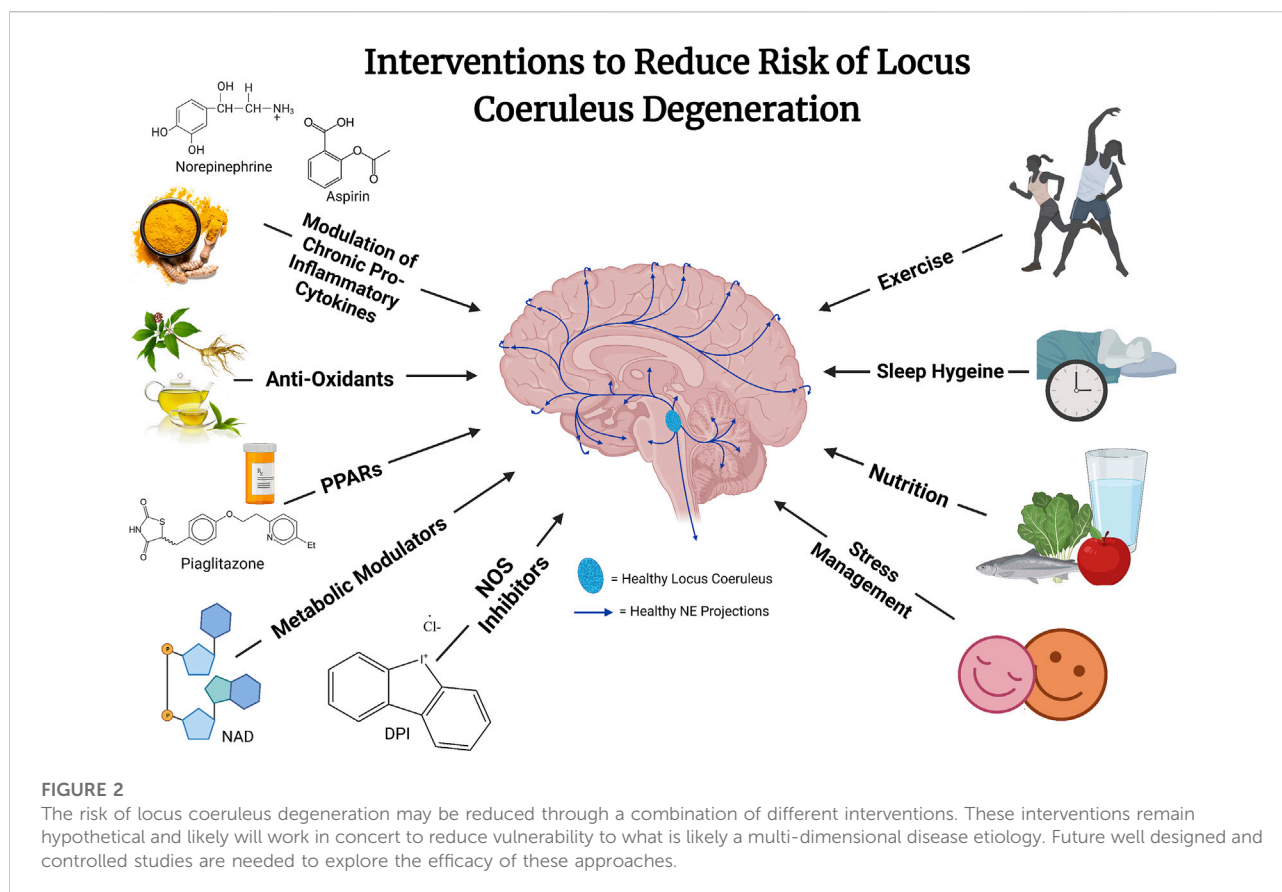 Interventions to Reduce Risk of Locus
Coeruleus Degeneration
OH
H
CH
CH
NH₃
+
HO
OH
Norepinephrine
O
OH
O
O
Aspirin
Modulation of
Chronic Pro-
Inflammatory
Cytokines
Anti-Oxidants
Rx
PPARs
O
S
HN
O
O
N
Et
Piaglitazone
Metabolic Modulators
P
P
NAD
NOS
Inhibitors
Cl-
I⁺
DPI
= Healthy Locus Coeruleus
= Healthy NE Projections
Exercise
Sleep Hygeine
Nutrition
Stress
Management
FIGURE 2
The risk of locus coeruleus degeneration may be reduced through a combination of different interventions. These interventions remain
hypothetical and likely will work in concert to reduce vulnerability to what is likely a multi-dimensional disease etiology. Future well designed and
controlled studies are needed to explore the efficacy of these approaches.